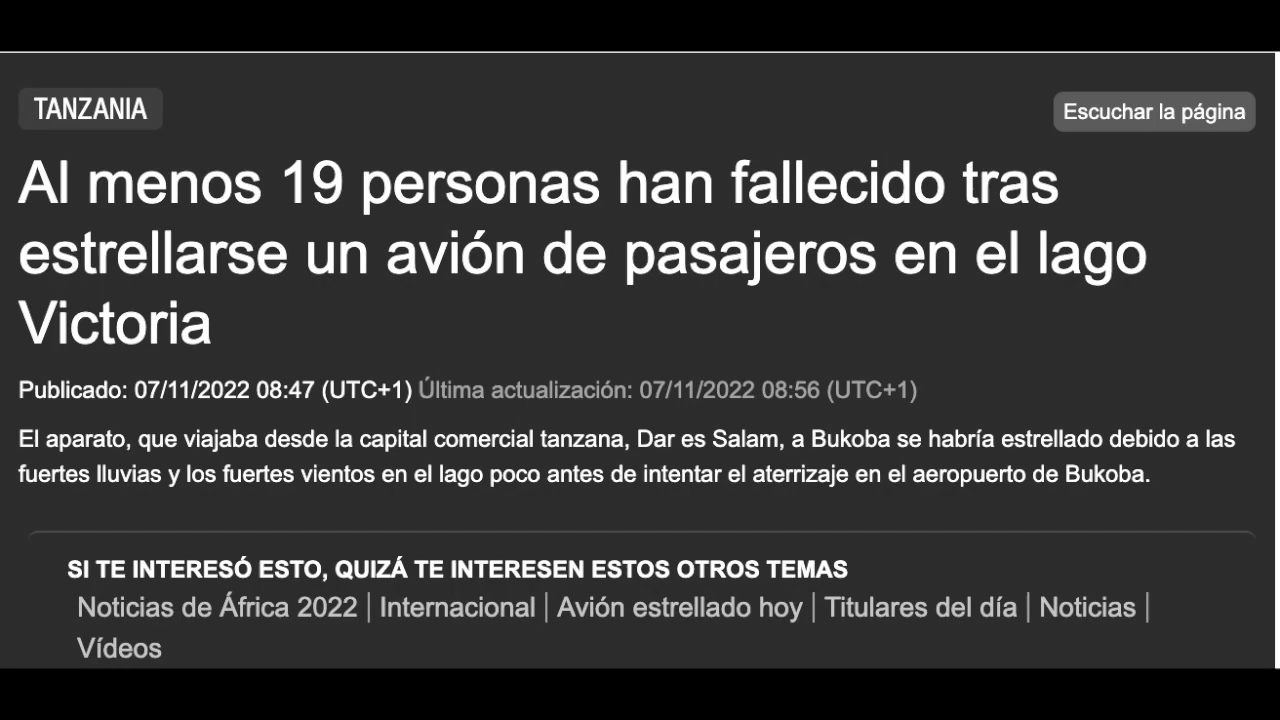 TANZANIA
Escuchar la página
Al menos 19 personas han fallecido tras
estrellarse un avión de pasajeros en el lago
Victoria
Publicado: 07/11/2022 08:47 (UTC+1) Última actualización: 07/11/2022 08:56 (UTC+1)
El aparato, que viajaba desde la capital comercial tanzana, Dar es Salam, a Bukoba se habría estrellado debido a las
fuertes lluvias y los fuertes vientos en el lago poco antes de intentar el aterrizaje en el aeropuerto de Bukoba.
SI TE INTERESÓ ESTO, QUIZÁ TE INTERESEN ESTOS OTROS TEMAS
Noticias de África 2022 | Internacional | Avión estrellado hoy | Titulares del día | Noticias |
Vídeos